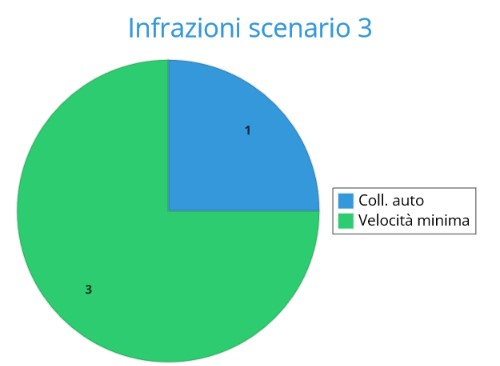 Infrazioni scenario 3
1
Coll. auto
Velocità minima
3